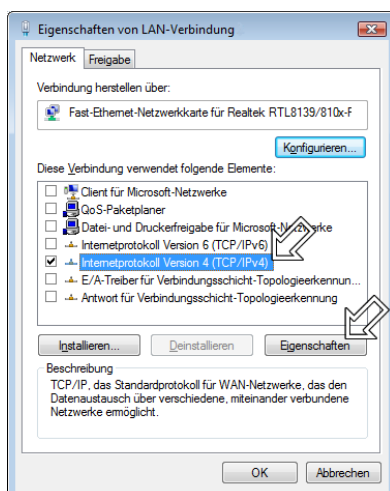 Eigenschaften von LAN-Verbindung
Netzwerk Freigabe
Verbindung herstellen über:
Fast-Ethernet-Netzwerkkarte für Realtek RTL8139/810x-F
Konfigurieren...
Diese Verbindung verwendet folgende Elemente:
Client für Microsoft-Netzwerke
QoS-Paketplaner
Datei- und Druckerfreigabe für Microsoft-Netzwerke
Internetprotokoll Version 6 (TCP/IPv6)
Internetprotokoll Version 4 (TCP/IPv4)
E/A-Treiber für Verbindungsschicht-Topologieerkennun...
Antwort für Verbindungsschicht-Topologieerkennung
Installieren... Deinstallieren Eigenschaften
Beschreibung
TCP/IP, das Standardprotokoll für WAN-Netzwerke, das den
Datenaustausch über verschiedene, miteinander verbundene
Netzwerke ermöglicht.
OK Abbrechen